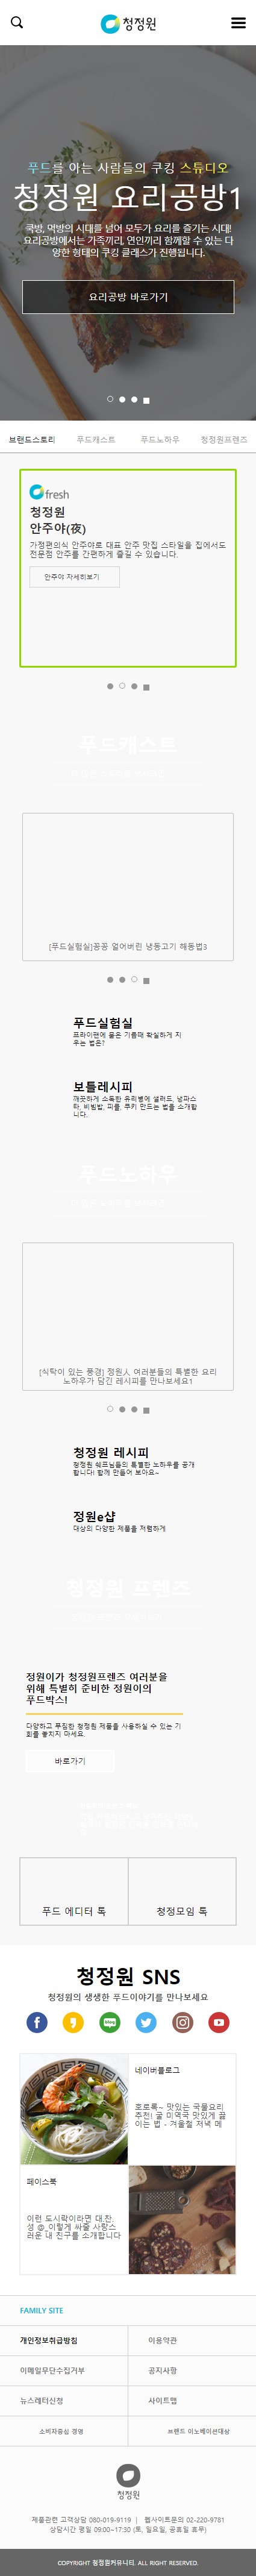 청정원
푸드를 아는 사람들의 쿠킹 스튜디오
청정원 요리공방1
쿡방, 먹방의 시대를 넘어 모두가 요리를 즐기는 시대!
요리공방에서는 가족끼리, 연인끼리 함께할 수 있는 다
양한 형태의 쿠킹 클래스가 진행됩니다.
요리공방 바로가기
브랜드스토리 푸드캐스트 푸드노하우 청정원프렌즈
fresh
청정원
안주야(夜)
가정편의식 안주야로 대표 안주 맛집 스타일을 집에서도
전문점 안주를 간편하게 즐길 수 있습니다.
안주야 자세히보기
푸드캐스트
[푸드실험실]꽁꽁 얼어버린 냉동고기 해동법3
푸드실험실
프라이팬에 눌은 기름때 확실하게 지
우는 법은?
보틀레시피
깨끗하게 소독한 유리병에 샐러드, 냉파스
타, 비빔밥, 피클, 쿠키 만드는 법을 소개합니
다.
푸드노하우
[식탁이 있는 풍경] 정원人 여러분들의 특별한 요리
노하우가 담긴 레시피를 만나보세요1
청정원 레시피
청정원 쉐프님들의 특별한 노하우를 공개
합니다! 함께 만들어 보아요~
정원e샵
대상의 다양한 제품을 저렴하게
청정원 프렌즈
정원이가 청정원프렌즈 여러분을
위해 특별히 준비한 정원이의
푸드박스!
다양하고 푸짐한 청정원 제품을 사용하실 수 있는 기
회를 놓치지 마세요.
바로가기
푸드 에디터 톡 청정모임 톡
청정원 SNS
청정원의 생생한 푸드이야기를 만나보세요
blog
네이버블로그
호로록~ 맛있는 국물요리
추천! 굴 미역국 맛있게 끓
이는 법 - 겨울철 저녁 메
페이스북
이런 도시락이라면 대.찬.
성 @_이렇게 싸줄 사랑스
러운 내 친구를 소개합니다
FAMILY SITE
개인정보취급방침 이용약관
이메일무단수집거부 공지사항
뉴스레터신청 사이트맵
소비자중심 경영 브랜드 이노베이션대상
청정원
제품관련 고객상담 080-019-9119 | 웹사이트문의 02-220-9781
상담시간 평일 09:00~17:30 (토, 일요일, 공휴일 휴무)
COPYRIGHT 청정원커뮤니티. ALL RIGHT RESERVED.